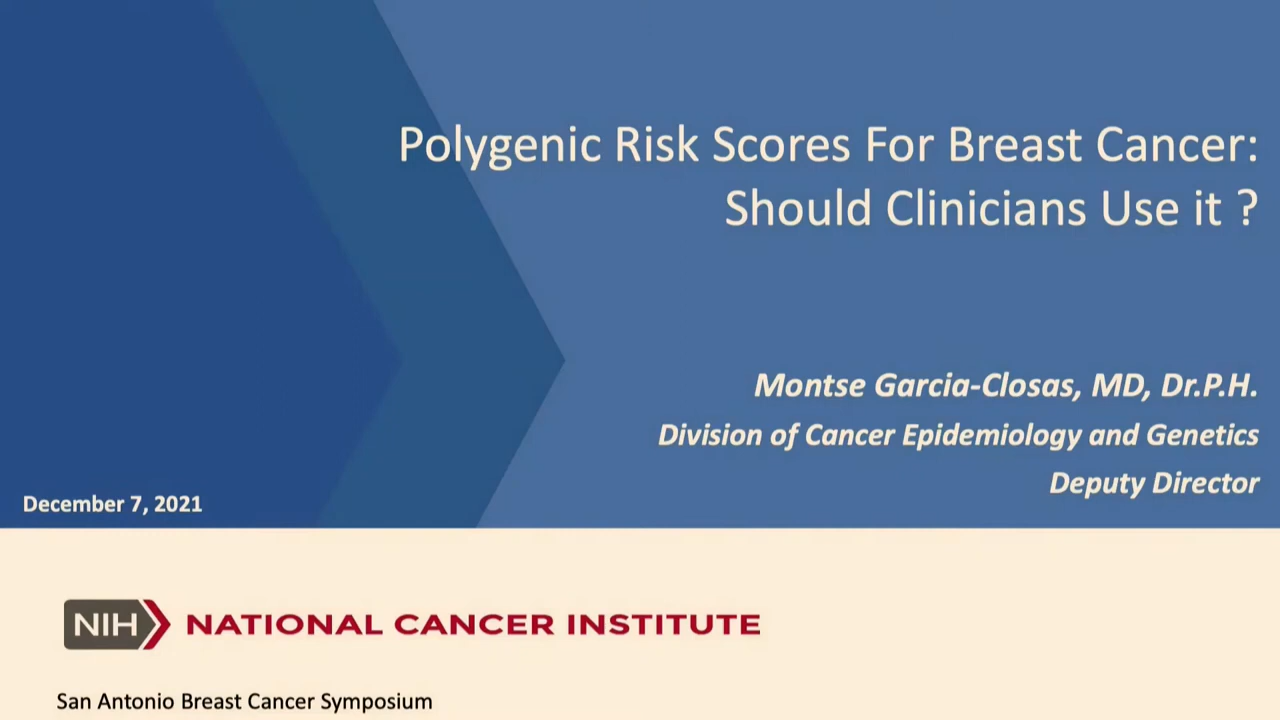 Polygenic Risk Scores For Breast Cancer:
Should Clinicians Use it ?
Montse Garcia-Closas, MD, Dr.P.H.
Division of Cancer Epidemiology and Genetics
Deputy Director
December 7, 2021
NIH NATIONAL CANCER INSTITUTE
San Antonio Breast Cancer Symposium